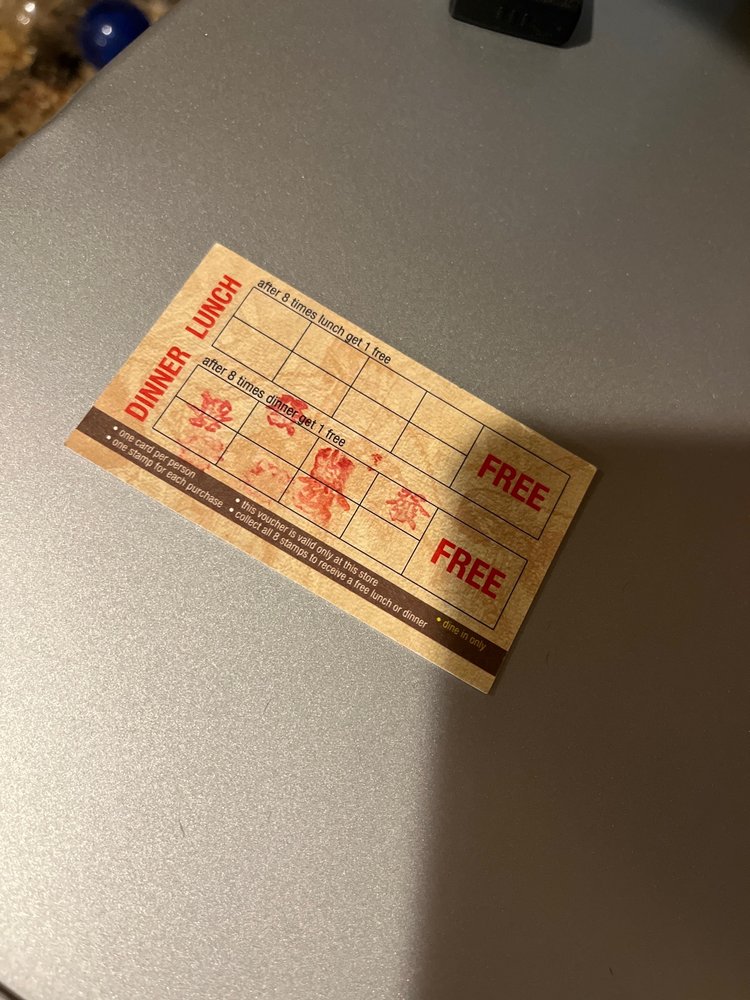 LUNCH
after 8 times lunch get 1 free
FREE
DINNER
after 8 times dinner get 1 free
FREE
• one card per person
• one stamp for each purchase
• this voucher is valid only at this store
• collect all 8 stamps to receive a free lunch or dinner
• dine in only